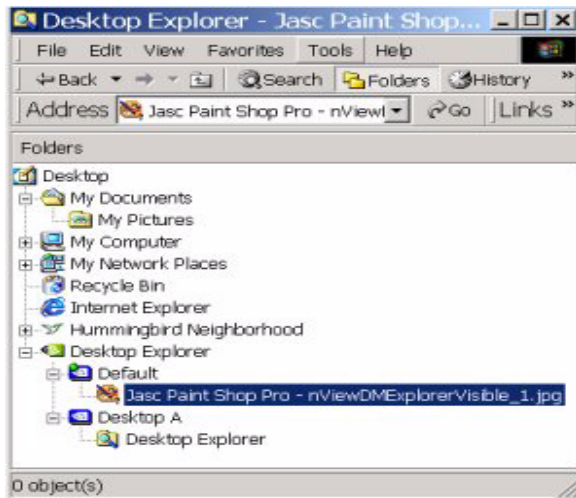 Desktop Explorer - Jasc Paint Shop...
File Edit View Favorites Tools Help
Back Search Folders History »
Address Jasc Paint Shop Pro - nView Go Links »
Folders
Desktop
My Documents
My Pictures
My Computer
My Network Places
Recycle Bin
Internet Explorer
Hummingbird Neighborhood
Desktop Explorer
Default
Jasc Paint Shop Pro - nViewDMExplorerVisible_1.jpg
Desktop A
Desktop Explorer
0 object(s)